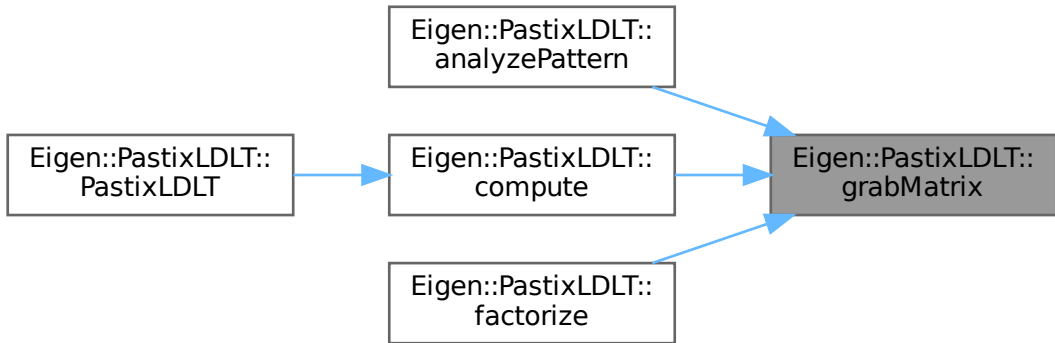 Eigen::PastixLDLT::
analyzePattern
Eigen::PastixLDLT::
PastixLDLT
Eigen::PastixLDLT::
compute
Eigen::PastixLDLT::
grabMatrix
Eigen::PastixLDLT::
factorize